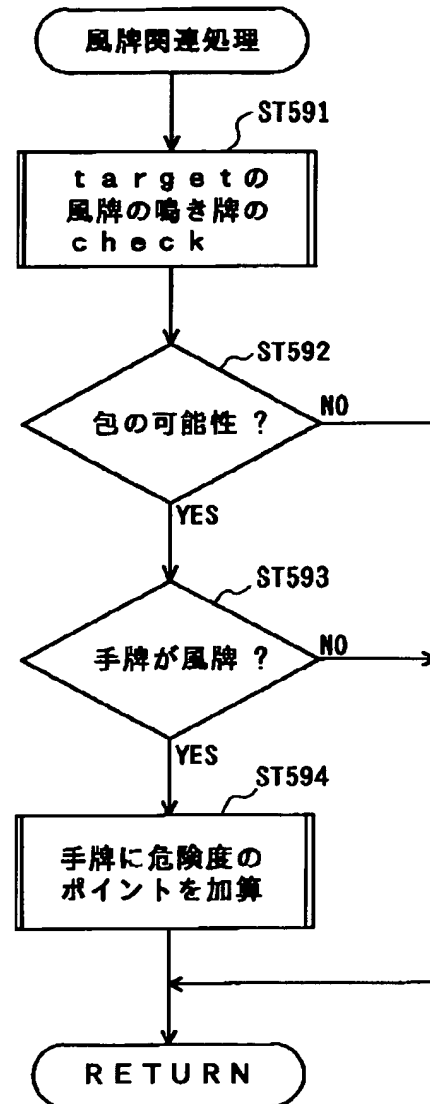 風牌関連処理
ST591
ｔａｒｇｅｔの
風牌の鳴き牌の
ｃｈｅｃｋ
ST592
包の可能性？
NO
YES
ST593
手牌が風牌？
NO
YES
ST594
手牌に危険度の
ポイントを加算
ＲＥＴＵＲＮ